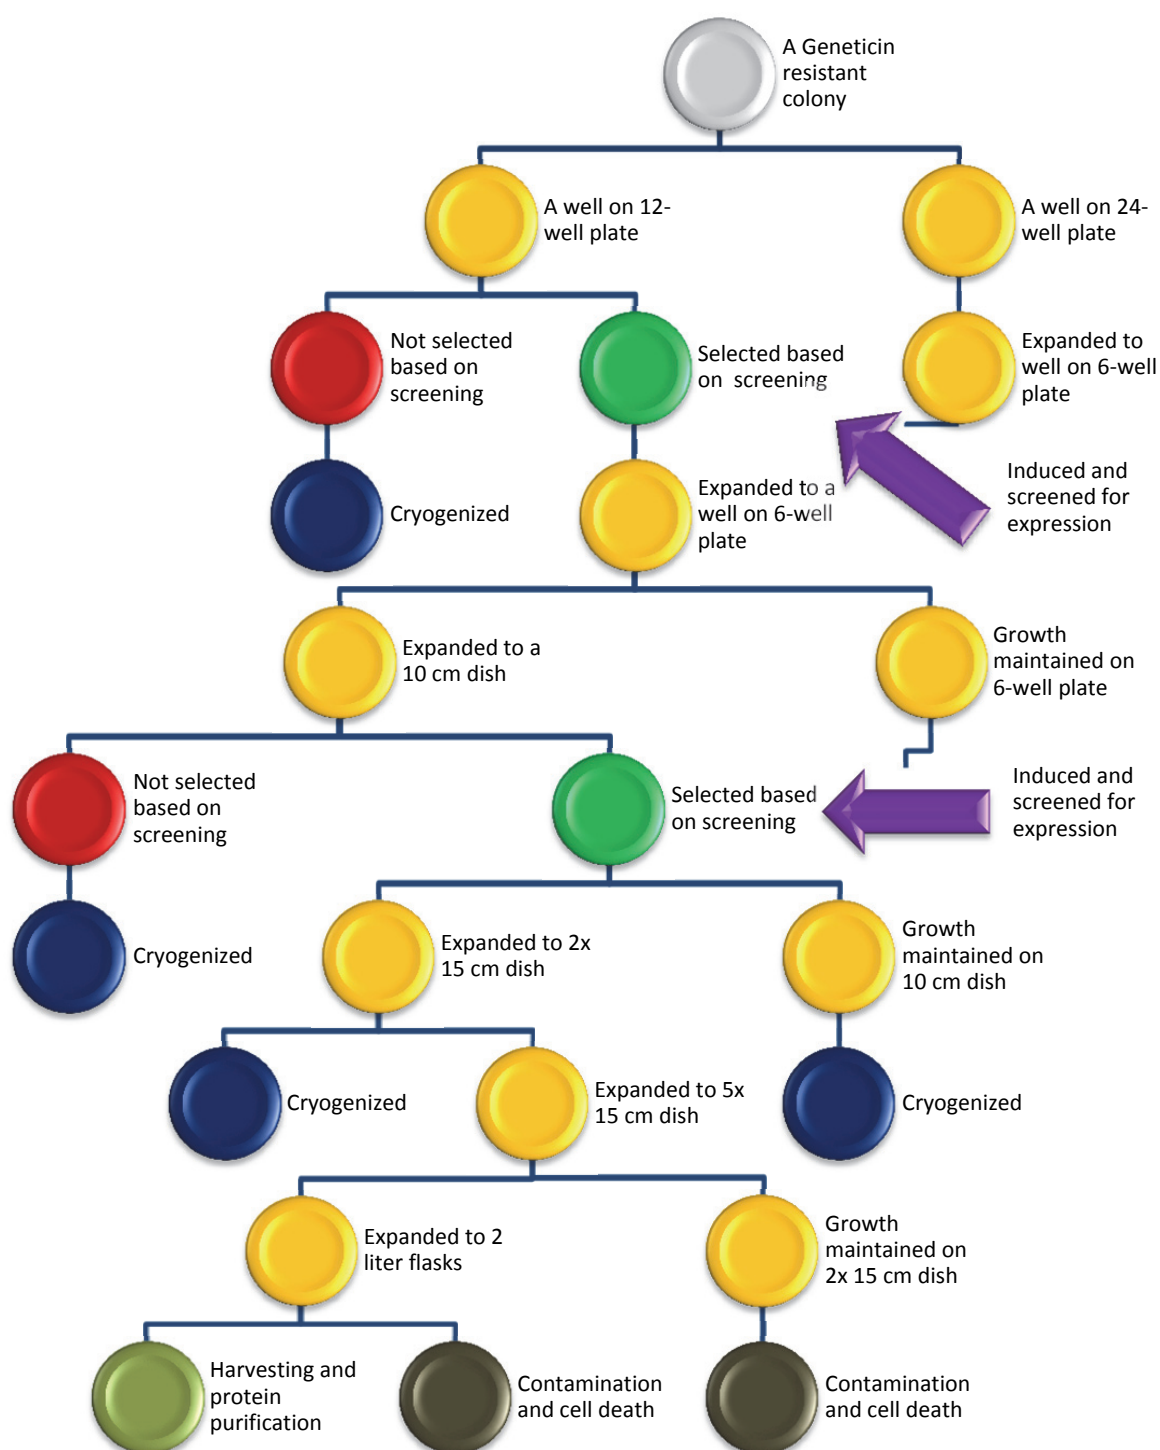 A Geneticin
resistant
colony
A well on 12-
well plate
A well on 24-
well plate
Not selected
based on
screening
Selected based
on screening
Expanded to
well on 6-well
plate
Cryogenized
Expanded to a
well on 6-well
plate
Induced and
screened for
expression
Expanded to a
10 cm dish
Growth
maintained on
6-well plate
Not selected
based on
screening
Selected based
on screening
Induced and
screened for
expression
Cryogenized
Expanded to 2x
15 cm dish
Growth
maintained on
10 cm dish
Cryogenized
Expanded to 5x
15 cm dish
Cryogenized
Expanded to 2
liter flasks
Growth
maintained on
2x 15 cm dish
Harvesting and
protein
purification
Contamination
and cell death
Contamination
and cell death